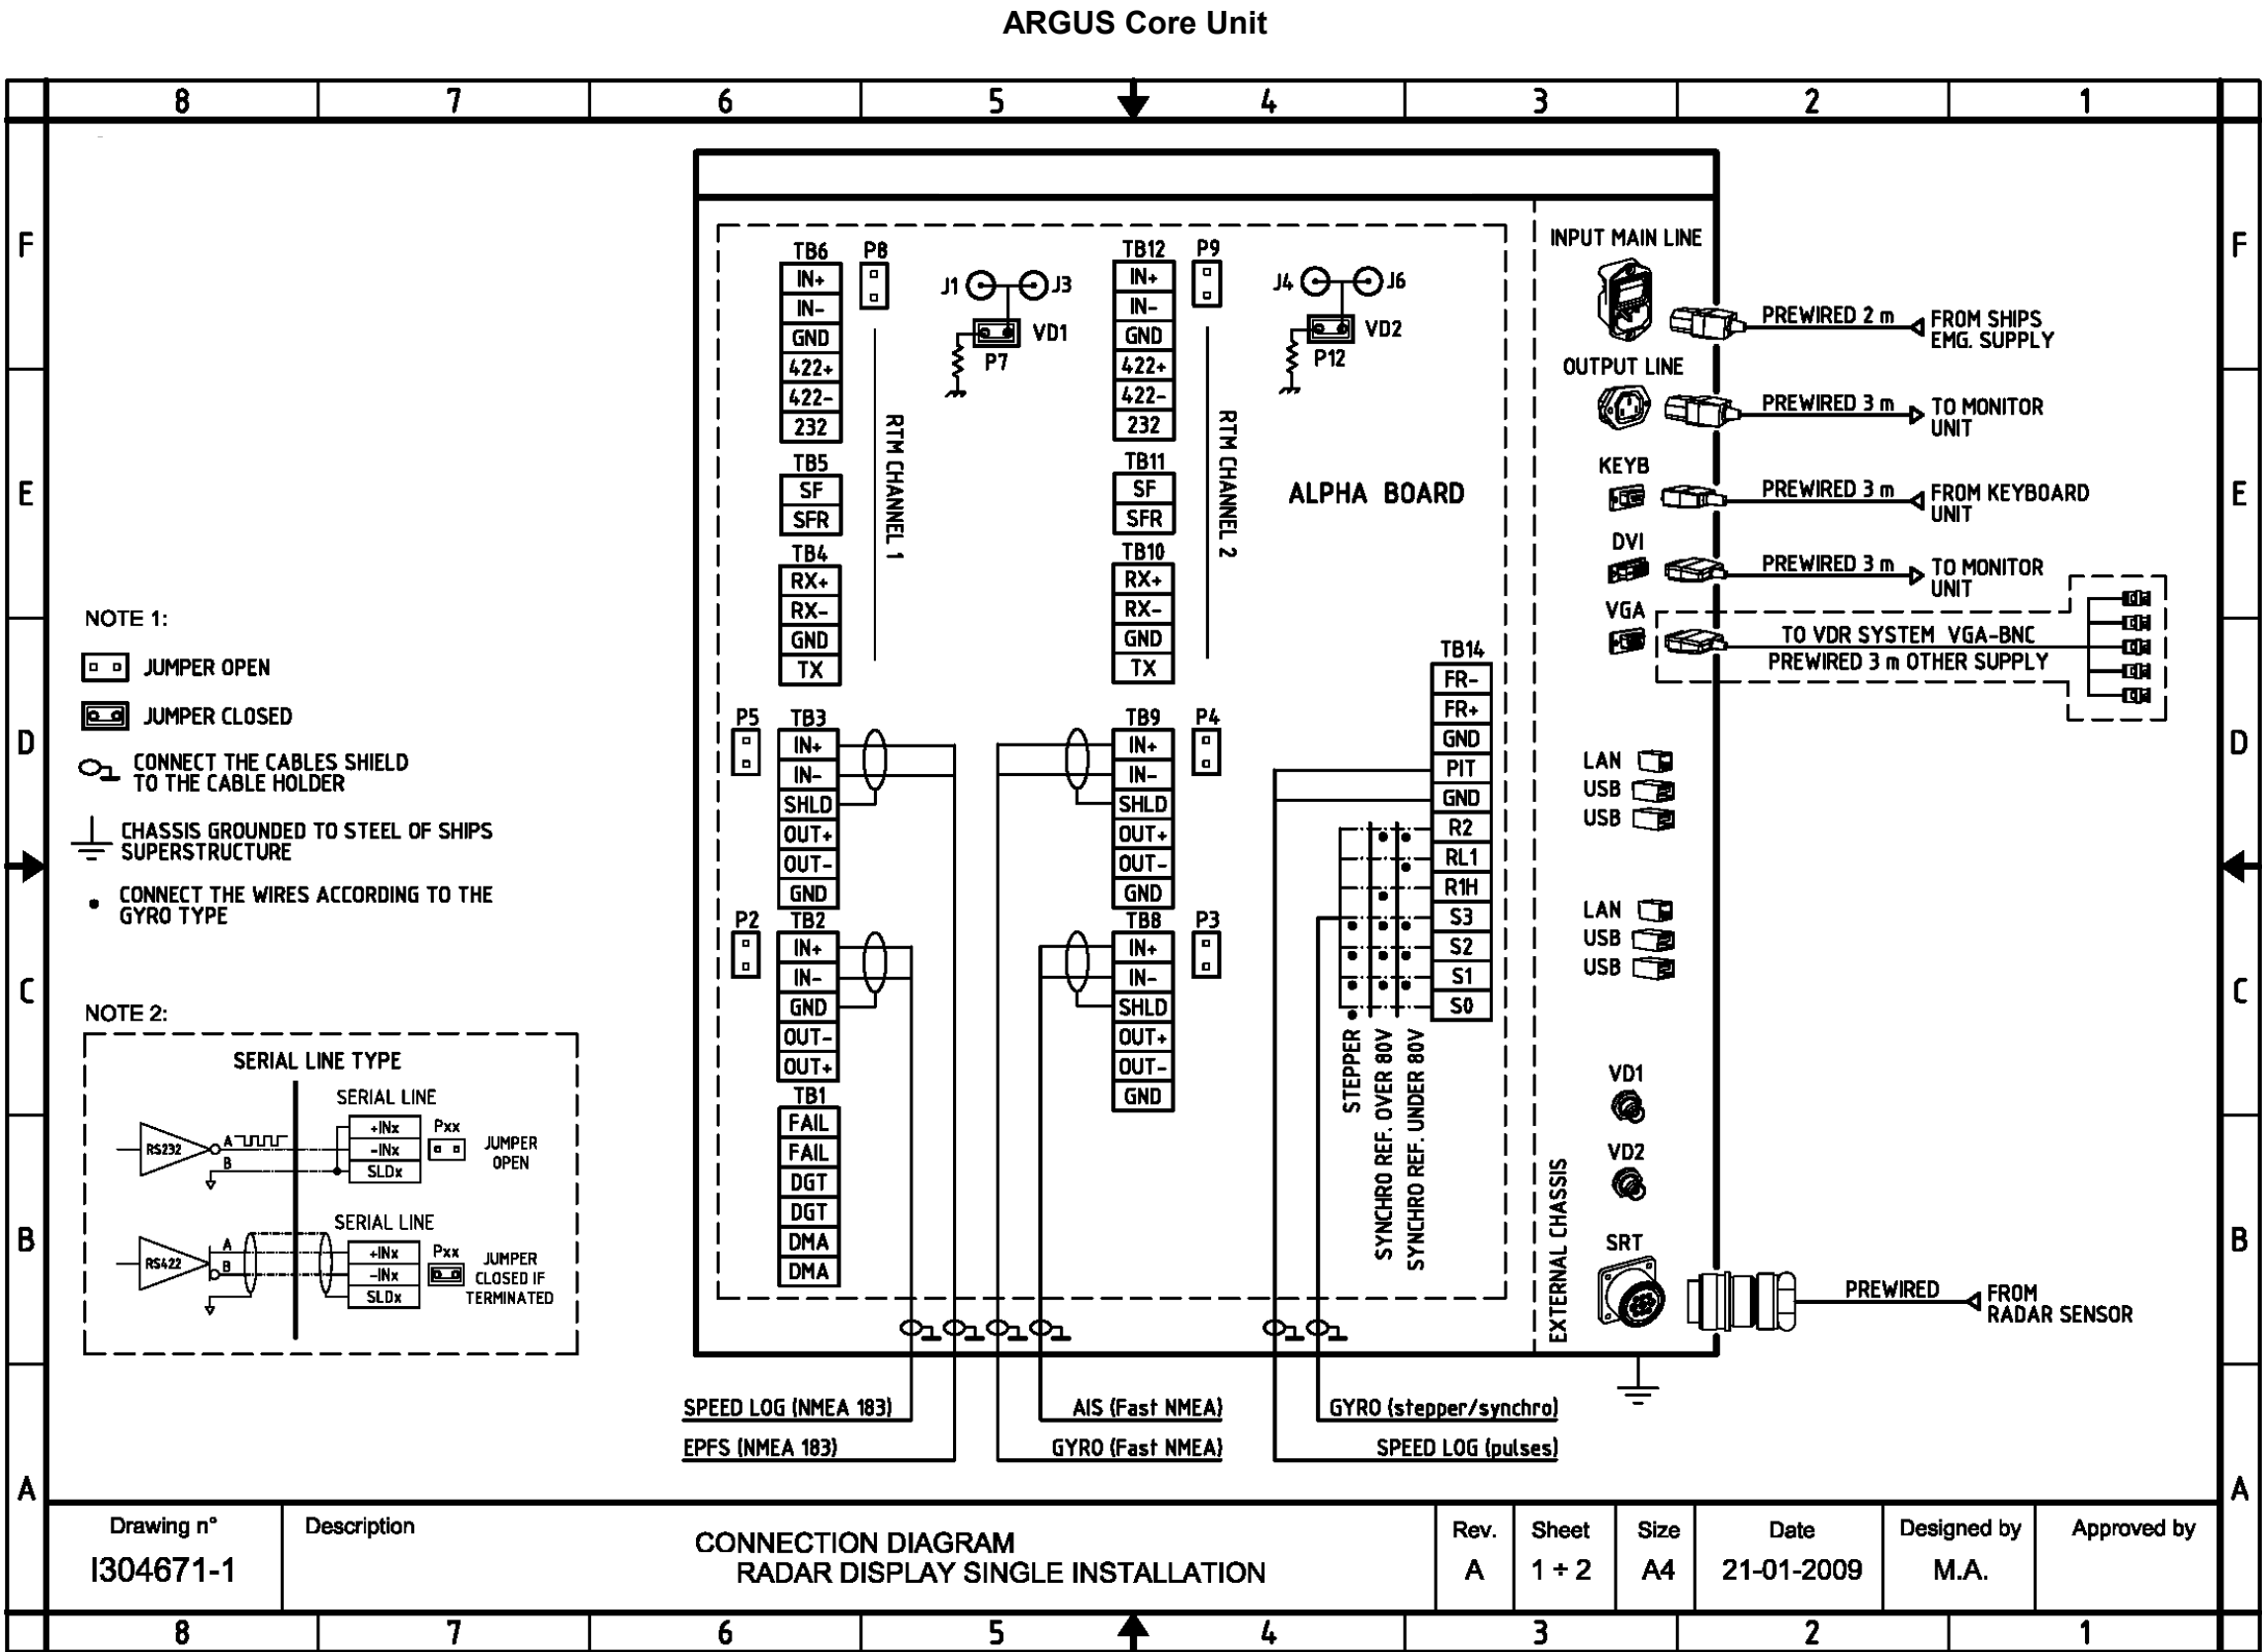 ARGUS Core Unit
8 7 6 5 4 3 2 1
F
E
D
C
B
A
F
E
D
C
B
A
TB6
IN+
IN-
GND
422+
422-
232
P8
TB5
SF
SFR
TB4
RX+
RX-
GND
TX
RTM CHANNEL 1
J1
J3
VD1
P7
TB12
IN+
IN-
GND
422+
422-
232
P9
TB11
SF
SFR
TB10
RX+
RX-
GND
TX
RTM CHANNEL 2
J4
J6
VD2
P12
ALPHA BOARD
P5
TB3
IN+
IN-
SHLD
OUT+
OUT-
GND
P2
TB2
IN+
IN-
GND
OUT-
OUT+
TB1
FAIL
FAIL
DGT
DGT
DMA
DMA
TB9
P4
IN+
IN-
SHLD
OUT+
OUT-
GND
TB8
P3
IN+
IN-
SHLD
OUT+
OUT-
GND
TB14
FR-
FR+
GND
PIT
GND
R2
RL1
R1H
S3
S2
S1
S0
STEPPER
SYNCHRO REF. OVER 80V
SYNCHRO REF. UNDER 80V
EXTERNAL CHASSIS
INPUT MAIN LINE
PREWIRED 2 m
FROM SHIPS
EMG. SUPPLY
OUTPUT LINE
PREWIRED 3 m
TO MONITOR
UNIT
KEYB
PREWIRED 3 m
FROM KEYBOARD
UNIT
DVI
PREWIRED 3 m
TO MONITOR
UNIT
VGA
TO VDR SYSTEM VGA-BNC
PREWIRED 3 m OTHER SUPPLY
LAN
USB
USB
LAN
USB
USB
VD1
VD2
SRT
PREWIRED
FROM
RADAR SENSOR
NOTE 1:
JUMPER OPEN
JUMPER CLOSED
CONNECT THE CABLES SHIELD
TO THE CABLE HOLDER
CHASSIS GROUNDED TO STEEL OF SHIPS
SUPERSTRUCTURE
CONNECT THE WIRES ACCORDING TO THE
GYRO TYPE
NOTE 2:
SERIAL LINE TYPE
SERIAL LINE
RS232
A
B
+INx
-INx
SLDx
Pxx
JUMPER
OPEN
SERIAL LINE
RS422
A
B
+INx
-INx
SLDx
Pxx
JUMPER
CLOSED IF
TERMINATED
SPEED LOG (NMEA 183)
EPFS (NMEA 183)
AIS (Fast NMEA)
GYRO (Fast NMEA)
GYRO (stepper/synchro)
SPEED LOG (pulses)
Drawing n°
I304671-1
Description
CONNECTION DIAGRAM
RADAR DISPLAY SINGLE INSTALLATION
Rev.
A
Sheet
1 ÷ 2
Size
A4
Date
21-01-2009
Designed by
M.A.
Approved by
8 7 6 5 4 3 2 1